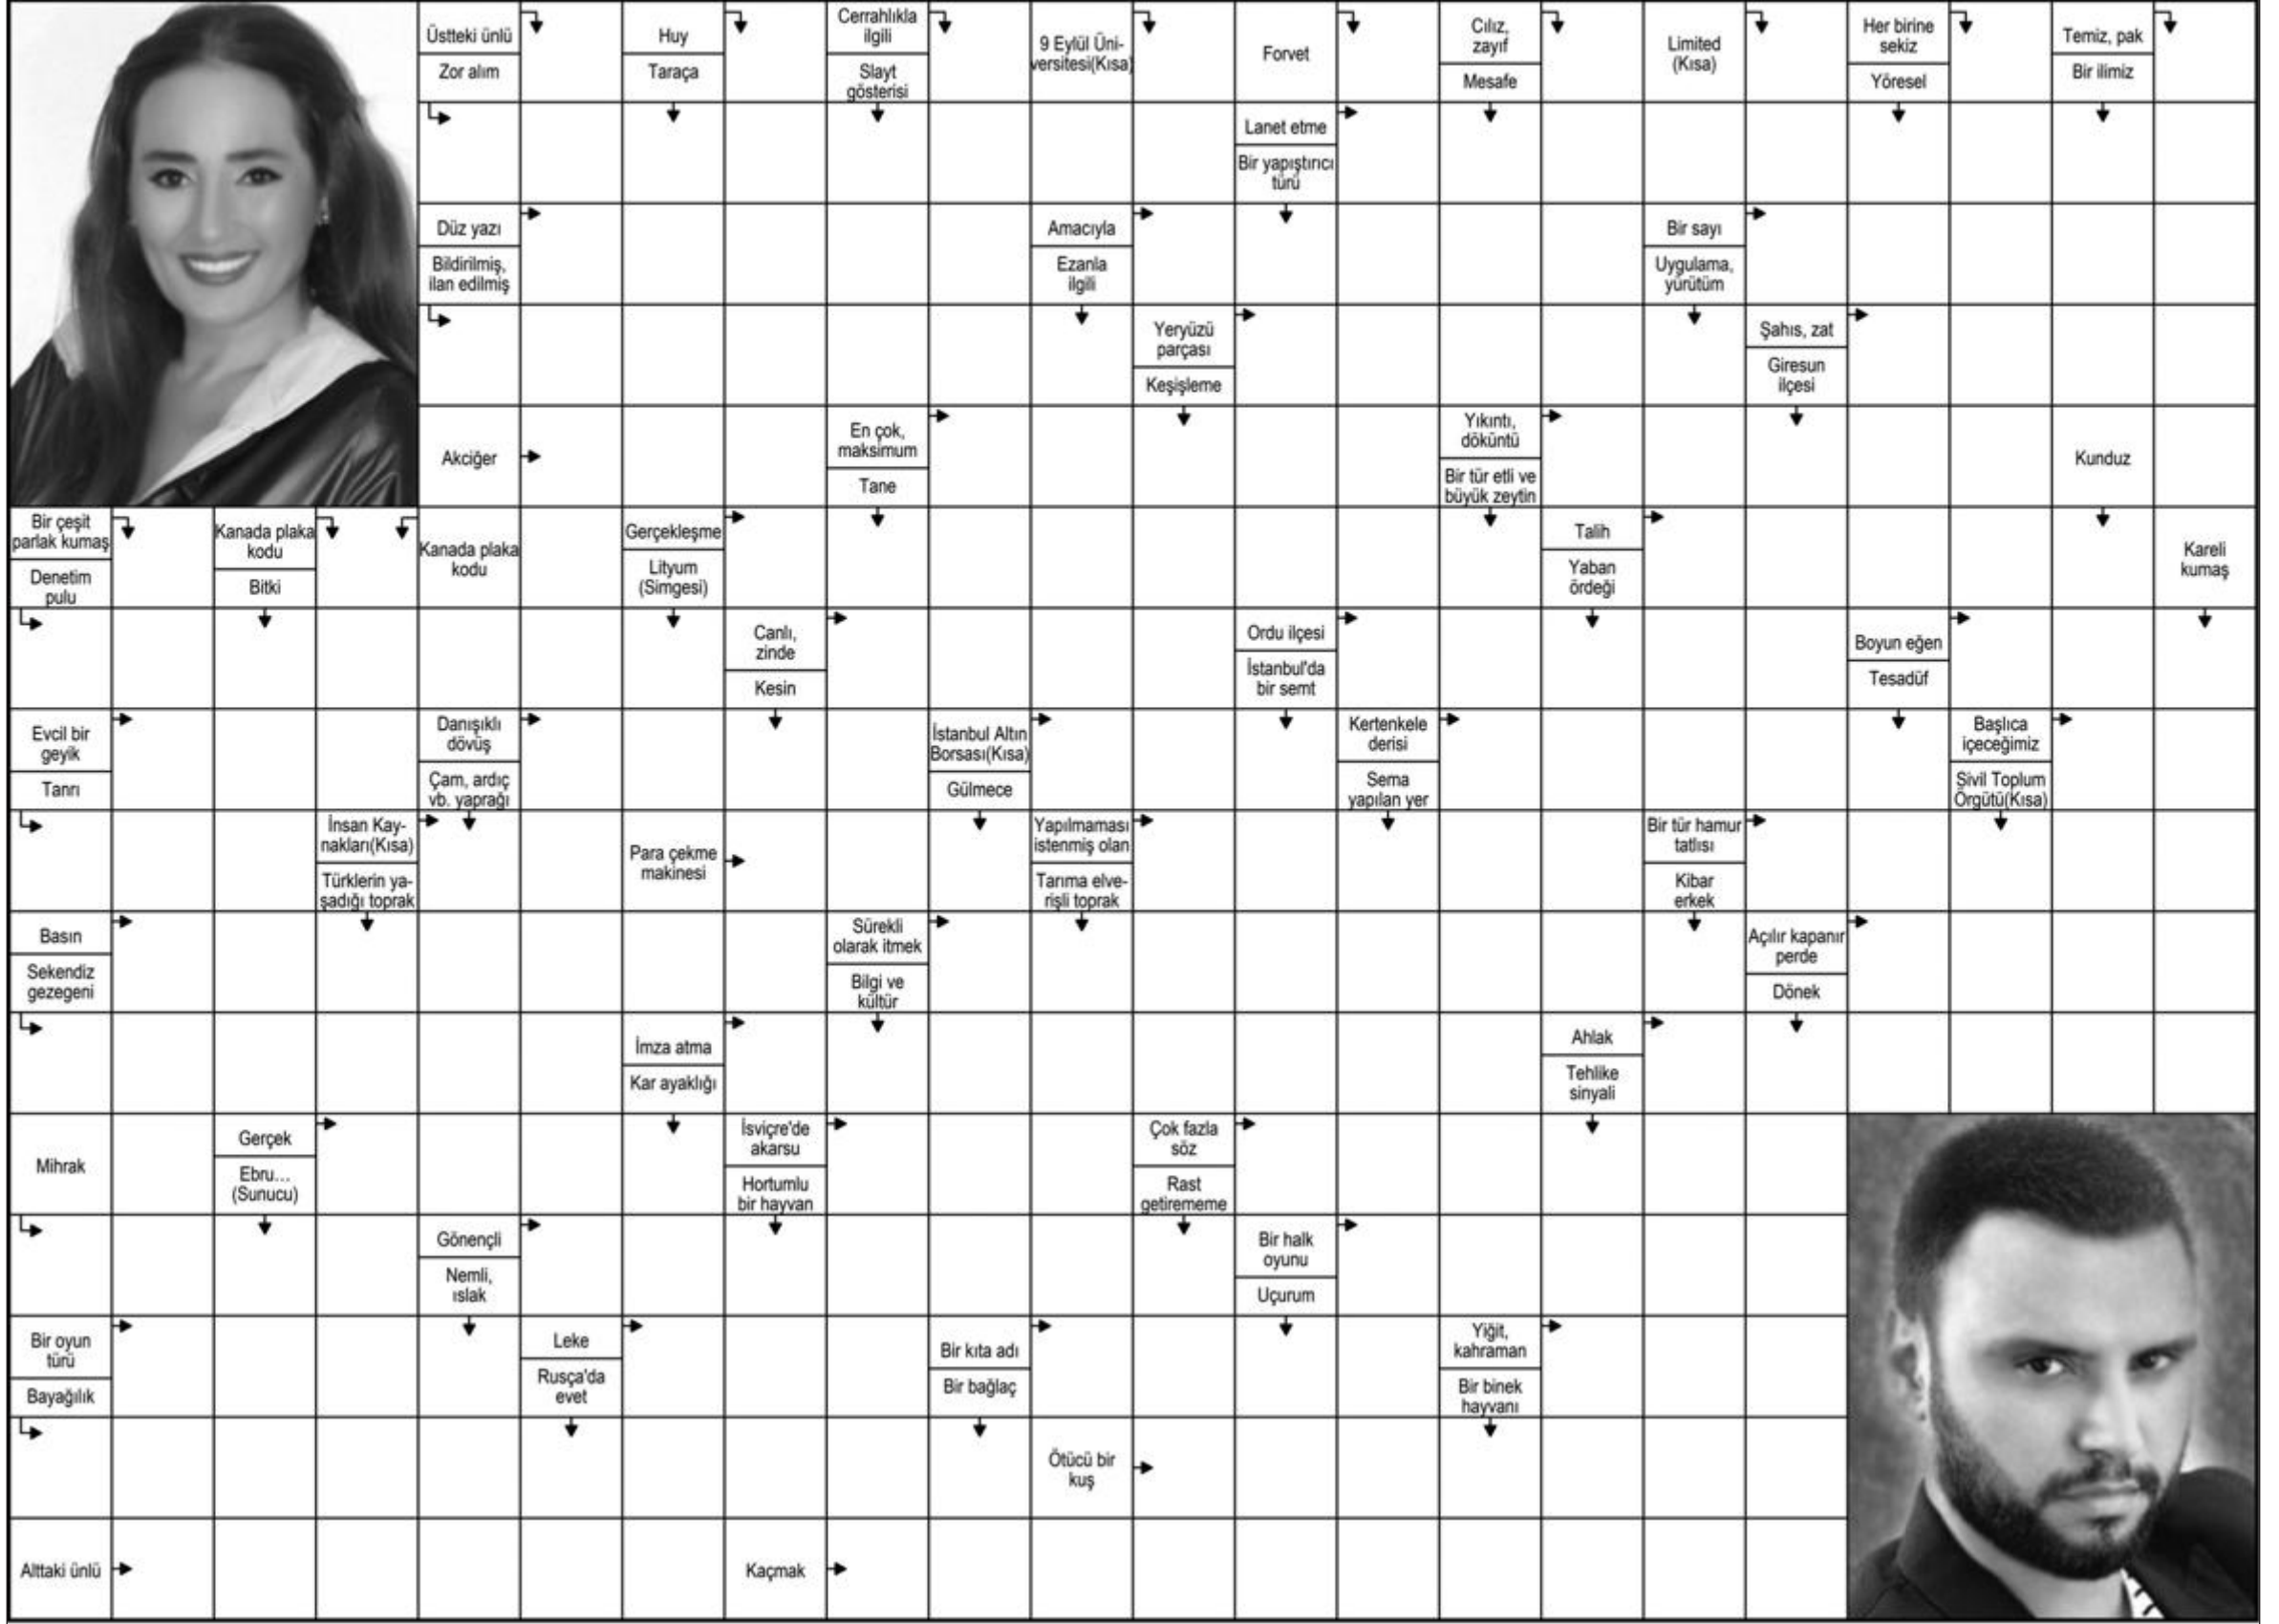 Üstteki ünlü
Zor alım
Huy
Taraça
Cerrahlıkla
ilgili
Slayt
gösterisi
9 Eylül Üni-
versitesi(Kısa)
Forvet
Cılız,
zayıf
Mesafe
Limited
(Kısa)
Her birine
sekiz
Yöresel
Temiz, pak
Bir ilimiz
Lanet etme
Bir yapıştırıcı
türü
Düz yazı
Bildirilmiş,
ilan edilmiş
Amacıyla
Ezanla
ilgili
Bir sayı
Uygulama,
yürütüm
Yeryüzü
parçası
Keşişleme
Şahıs, zat
Giresun
ilçesi
Akciğer
En çok,
maksimum
Tane
Yıkıntı,
döküntü
Bir tür etli ve
büyük zeytin
Kunduz
Bir çeşit
parlak kumaş
Denetim
pulu
Kanada plaka
kodu
Bitki
Kanada plaka
kodu
Gerçekleşme
Lityum
(Simgesi)
Talih
Yaban
ördeği
Kareli
kumaş
Canlı,
zinde
Kesin
Ordu ilçesi
İstanbul'da
bir semt
Boyun eğen
Tesadüf
Evcil bir
geyik
Tanrı
Danışıklı
dövüş
Çam, ardıç
vb. yaprağı
İstanbul Altın
Borsası(Kısa)
Gülmece
Kertenkele
derisi
Sema
yapılan yer
Başlıca
içeceğimiz
Sivil Toplum
Örgütü(Kısa)
İnsan Kay-
nakları(Kısa)
Türklerin ya-
şadığı toprak
Para çekme
makinesi
Yapılmaması
istenmiş olan
Tarıma elve-
rişli toprak
Bir tür hamur
tatlısı
Kibar
erkek
Basın
Sekendiz
gezegeni
Sürekli
olarak itmek
Bilgi ve
kültür
Açılır kapanır
perde
Dönek
İmza atma
Kar ayaklığı
Ahlak
Tehlike
sinyali
Mihrak
Gerçek
Ebru...
(Sunucu)
İsviçre'de
akarsu
Hortumlu
bir hayvan
Çok fazla
söz
Rast
getirememe
Gönençli
Nemli,
ıslak
Bir halk
oyunu
Uçurum
Bir oyun
türü
Bayağılık
Leke
Rusça'da
evet
Bir kıta adı
Bir bağlaç
Yiğit,
kahraman
Bir binek
hayvanı
Ötücü bir
kuş
Alttaki ünlü
Kaçmak